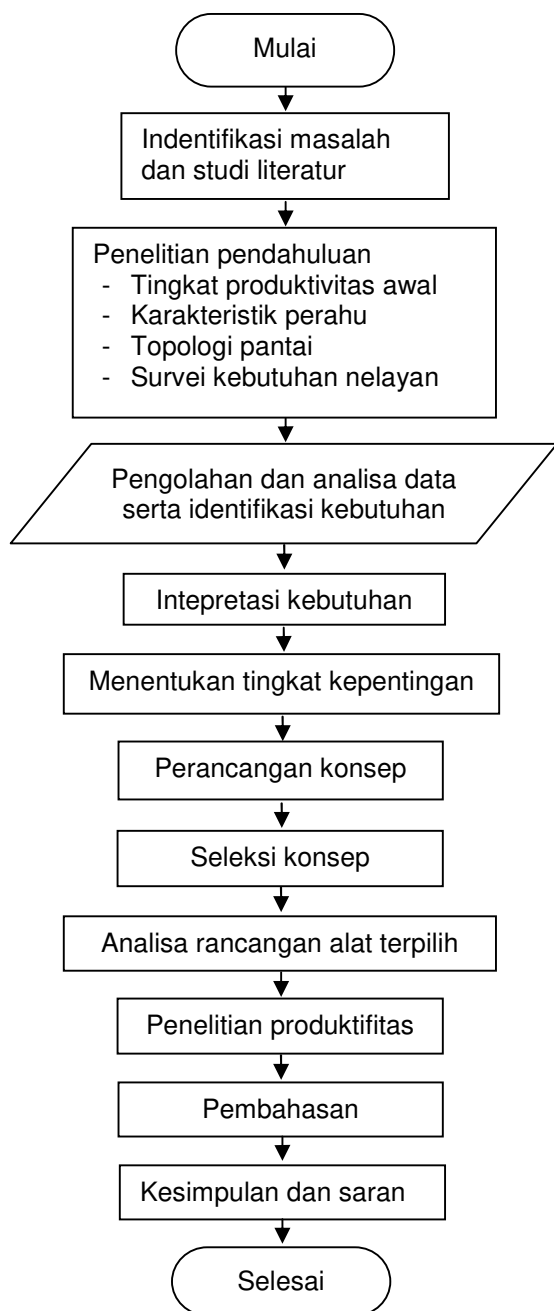 Mulai
Indentifikasi masalah
dan studi literatur
Penelitian pendahuluan
- Tingkat produktivitas awal
- Karakteristik perahu
- Topologi pantai
- Survei kebutuhan nelayan
Pengolahan dan analisa data
serta identifikasi kebutuhan
Intepretasi kebutuhan
Menentukan tingkat kepentingan
Perancangan konsep
Seleksi konsep
Analisa rancangan alat terpilih
Penelitian produktifitas
Pembahasan
Kesimpulan dan saran
Selesai